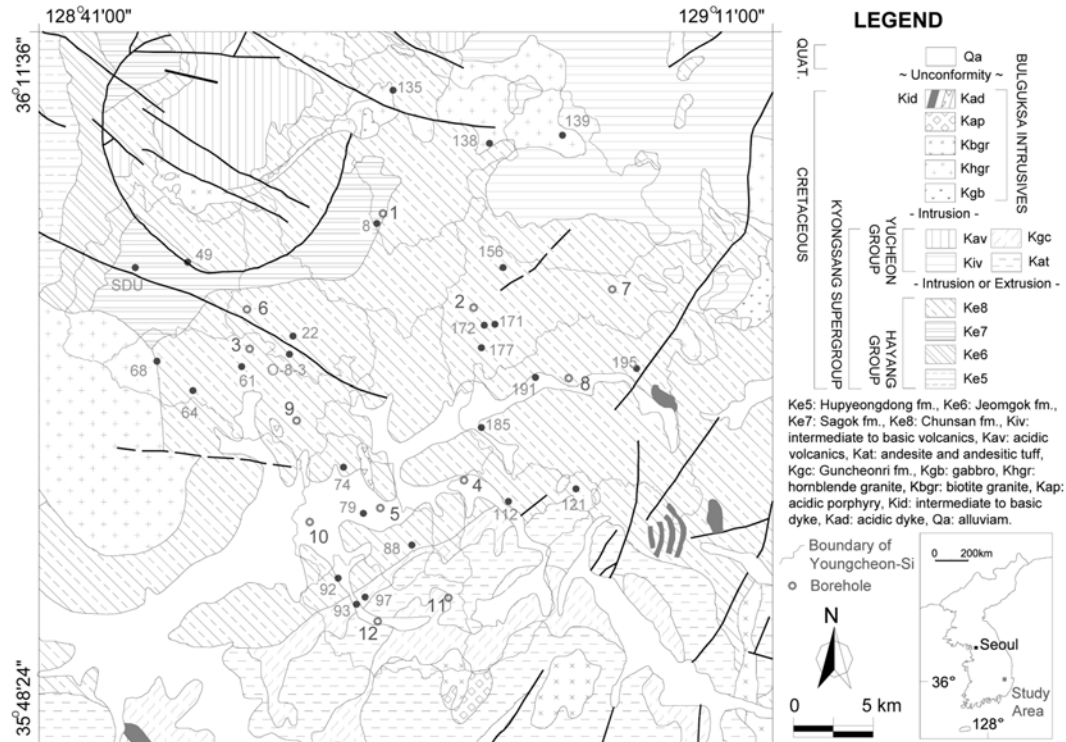 128°41'00"
129°11'00"
36°11'36"
35°48'24"
135
139
138
1
8
156
49
SDU
7
6
2
172
171
22
3
177
O-8-3
195
68
61
191
8
64
9
185
74
4
79
5
112
121
10
88
92
97
11
93
12
LEGEND
QUAT.
Qa
~ Unconformity ~
Kid
Kad
Kap
Kbgr
Khgr
Kgb
BULGUKSA INTRUSIVES
- Intrusion -
CRETACEOUS
KYONGSANG SUPERGROUP
YUCHEON GROUP
Kav
Kgc
Kiv
Kat
- Intrusion or Extrusion -
HAYANG GROUP
Ke8
Ke7
Ke6
Ke5
Ke5: Hupyeongdong fm., Ke6: Jeomgok fm.,
Ke7: Sagok fm., Ke8: Chunsan fm., Kiv:
intermediate to basic volcanics, Kav: acidic
volcanics, Kat: andesite and andesitic tuff,
Kgc: Guncheonri fm., Kgb: gabbro, Khgr:
hornblende granite, Kbgr: biotite granite, Kap:
acidic porphyry, Kid: intermediate to basic
dyke, Kad: acidic dyke, Qa: alluviam.
Boundary of
Youngcheon-Si
Borehole
N
0 5 km
0 200km
Seoul
36°
Study
Area
128°